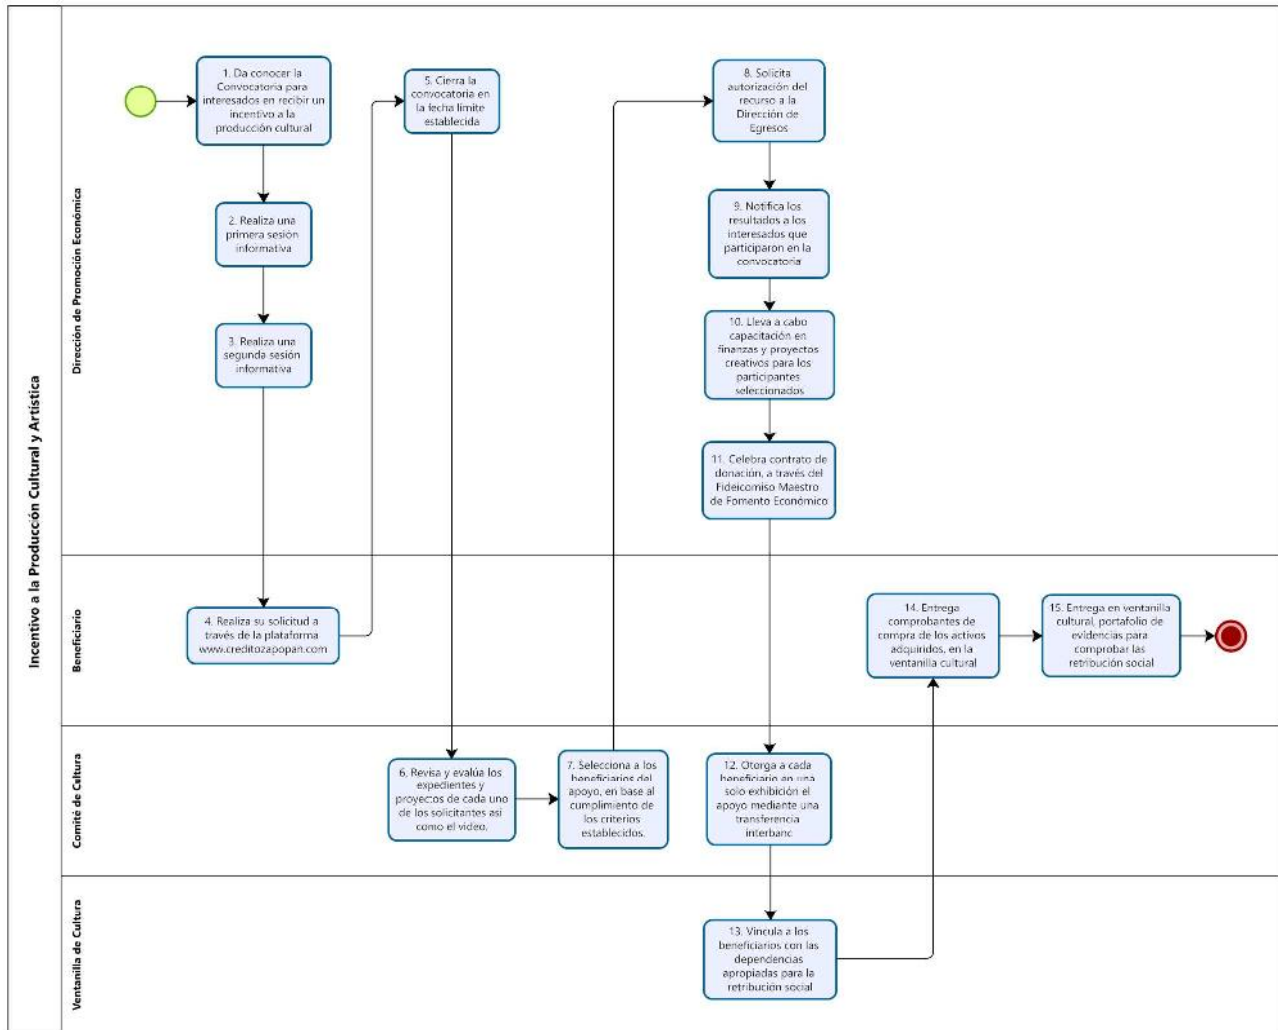 Incentivo a la Producción Cultural y Artística
Dirección de Promoción Económica
1. Da conocer la
Convocatoria para
interesados en recibir un
incentivo a la
producción cultural
2. Realiza una
primera sesión
informativa
3. Realiza una
segunda sesión
informativa
5. Cierra la
convocatoria en
la fecha límite
establecida
8. Solicita
autorización del
recurso a la
Dirección de
Egresos
9. Notifica los
resultados a los
interesados que
participaron en la
convocatoria
10. Lleva a cabo
capacitación en
finanzas y proyectos
creativos para los
participantes
seleccionados
11. Celebra contrato de
donación, a través del
Fideicomiso Maestro
de Fomento Económico
Beneficiario
4. Realiza su solicitud a
través de la plataforma
www.creditozapopan.com
14. Entrega
comprobantes de
compra de los activos
adquiridos, en la
ventanilla cultural
15. Entrega en ventanilla
cultural, portafolio de
evidencias para
comprobar las
retribución social
Comité de Cultura
6. Revisa y evalúa los
expedientes y
proyectos de cada uno
de los solicitantes asi
como el video.
7. Selecciona a los
beneficiarios del
apoyo, en base al
cumplimiento de
los criterios
establecidos.
12. Otorga a cada
beneficiario en una
solo exhibición el
apoyo mediante una
transferencia
interbanc
Ventanilla de Cultura
13. Vincula a los
beneficiarios con las
dependencias
apropiadas para la
retribución social